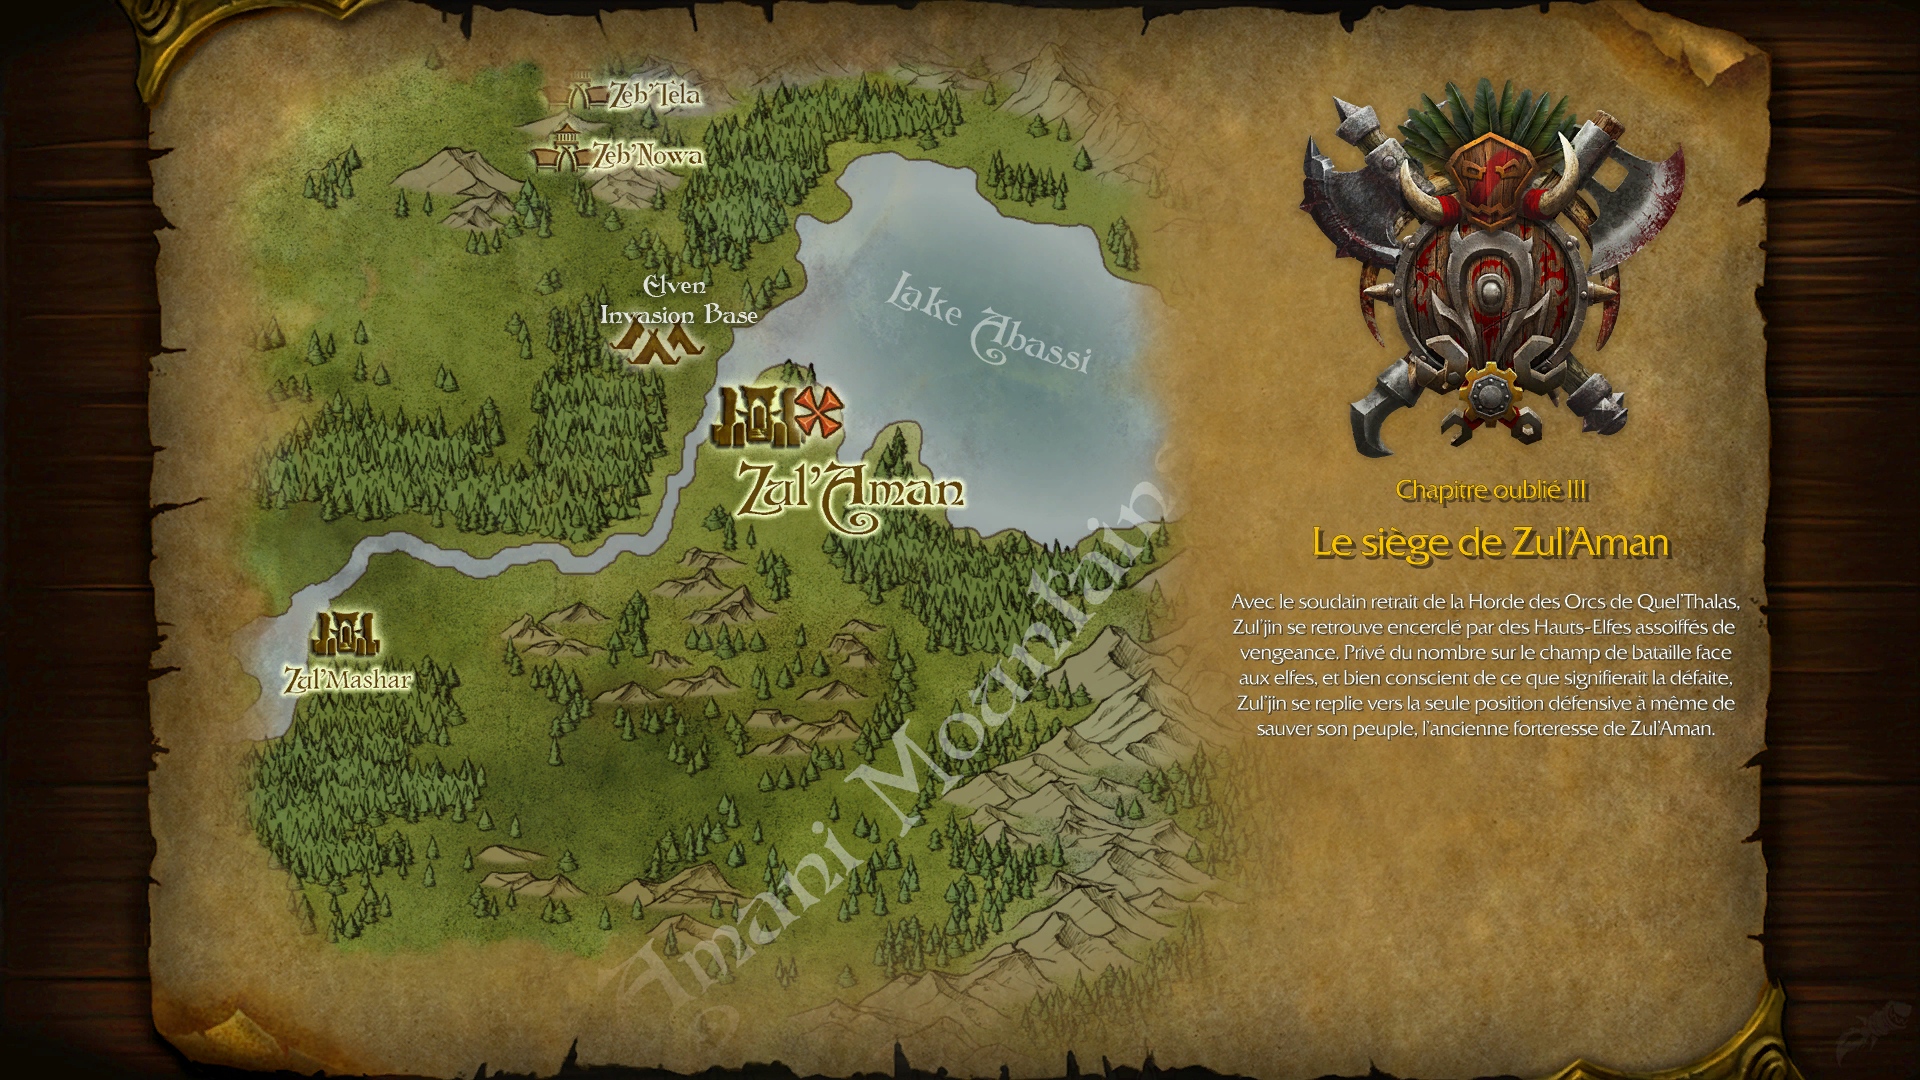 Zeb'Tela
Zeb'Nowa
Elven
Invasion Base
Lake Abassi
Zul'Aman
Zul'Mashar
Amani Mountain
Chapitre oublié III
Le siège de Zul'Aman
Avec le soudain retrait de la Horde des Orcs de Quel'Thalas,
Zul'jin se retrouve encerclé par des Hauts-Elfes assoiffés de
vengeance. Privé du nombre sur le champ de bataille face
aux elfes, et bien conscient de ce que signifierait la défaite,
Zul'jin se replie vers la seule position défensive à même de
sauver son peuple, l'ancienne forteresse de Zul'Aman.